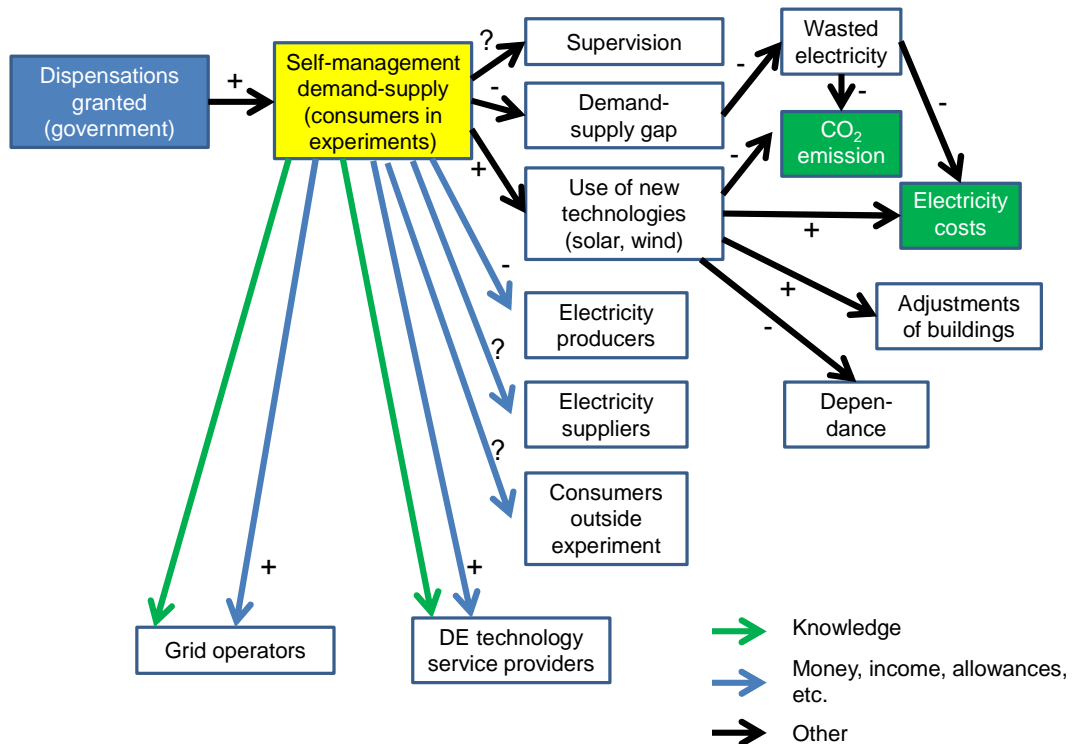 Dispensations
granted
(government)
+
Self-management
demand-supply
(consumers in
experiments)
?
-
+
Supervision
Demand-
supply gap
Use of new
technologies
(solar, wind)
-
Wasted
electricity
-
-
-
CO₂
emission
Electricity
costs
+
+
-
Adjustments
of buildings
Depen-
dance
-
Electricity
producers
?
Electricity
suppliers
?
Consumers
outside
experiment
+
+
Grid operators
DE technology
service providers
Knowledge
Money, income, allowances,
etc.
Other